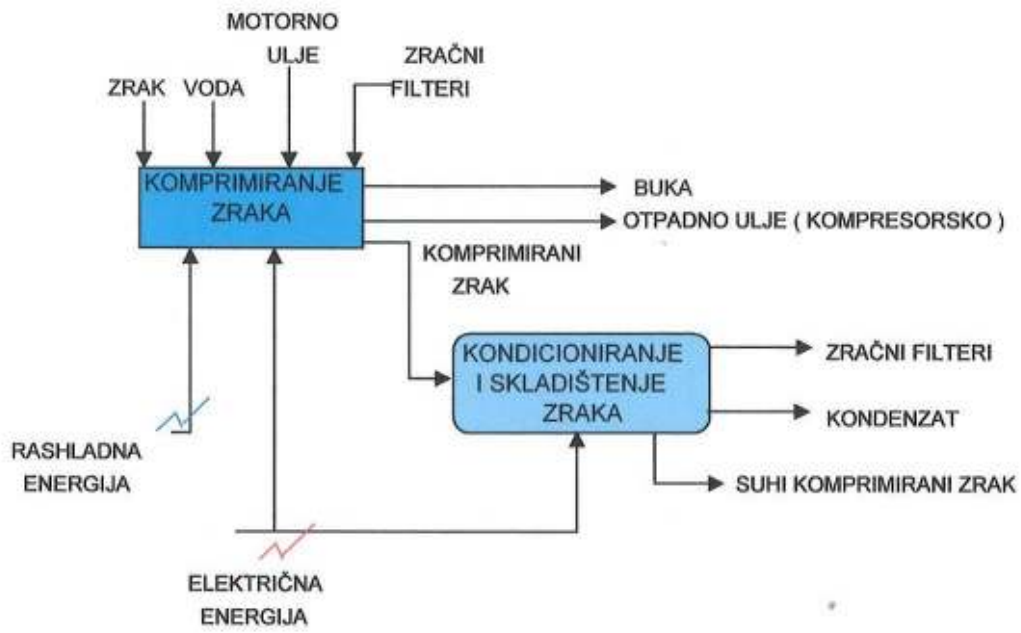 MOTORNO
ULJE
ZRAČNI
FILTERI
ZRAK
VODA
KOMPRIMIRANJE
ZRAKA
BUKA
OTPADNO ULJE ( KOMPRESORSKO )
KOMPRIMIRANI
ZRAK
KONDICIONIRANJE
I SKLADIŠTENJE
ZRAKA
ZRAČNI FILTERI
KONDENZAT
SUHI KOMPRIMIRANI ZRAK
RASHLADNA
ENERGIJA
ELEKTRIČNA
ENERGIJA